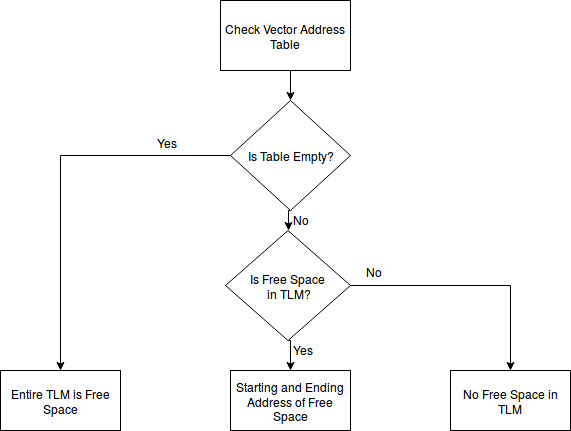 Check Vector Address
Table
Yes
Is Table Empty?
No
Is Free Space
in TLM?
No
Yes
Entire TLM is Free
Space
Starting and Ending
Address of Free
Space
No Free Space in
TLM